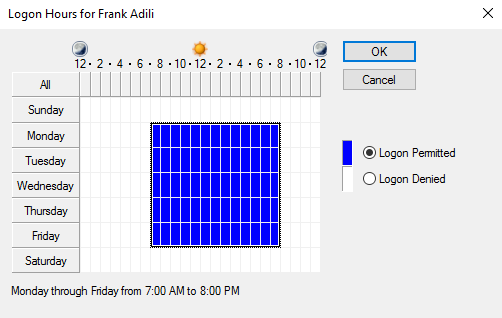 Logon Hours for Frank Adili
12 · 2 · 4 · 6 · 8 · 10 · 12 · 2 · 4 · 6 · 8 · 10 · 12
OK
Cancel
All
Sunday
Monday
Tuesday
Wednesday
Thursday
Friday
Saturday
Logon Permitted
Logon Denied
Monday through Friday from 7:00 AM to 8:00 PM